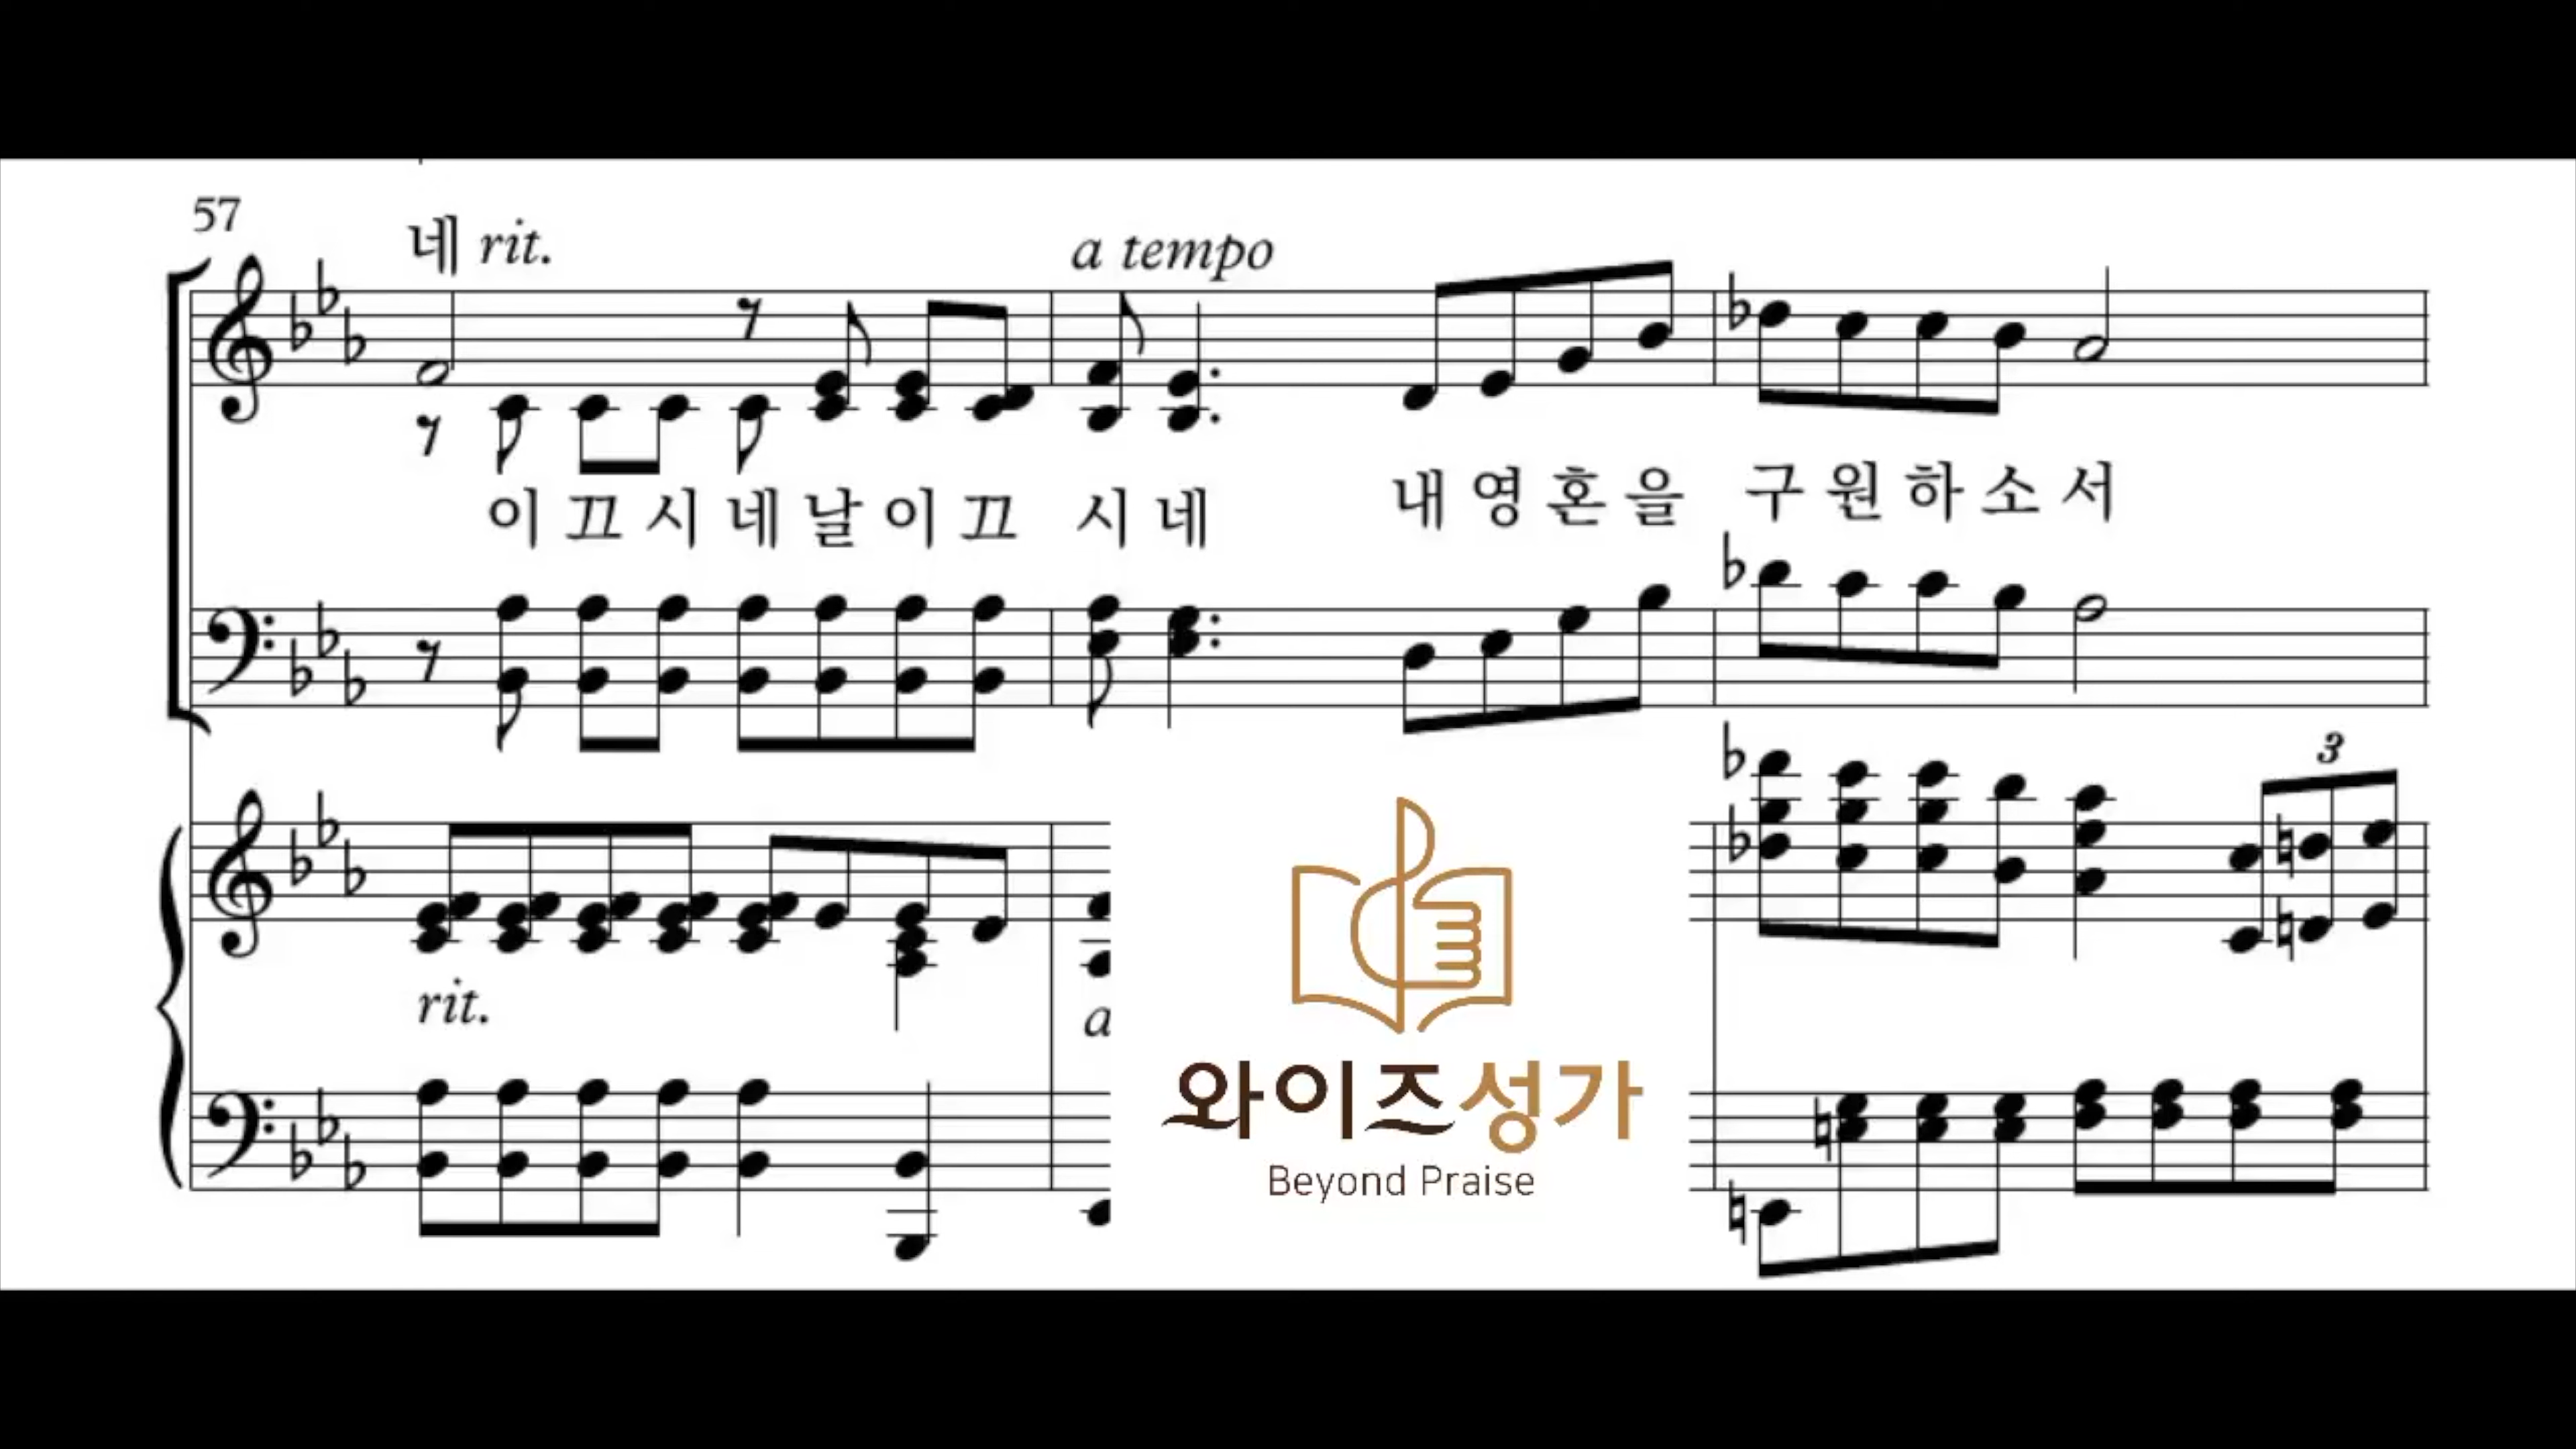 57
네 rit.
a tempo
이 끄 시 네 날 이 끄 시 네 내 영 혼 을 구 원 하 소 서
3
rit.
a
와이즈성가
Beyond Praise